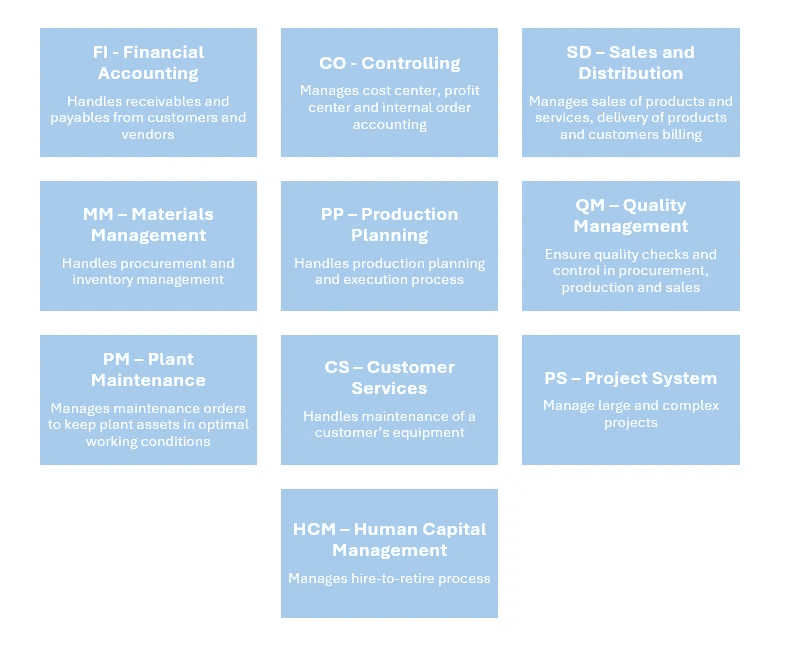 FI - Financial
Accounting
Handles receivables and
payables from customers and
vendors
CO - Controlling
Manages cost center, profit
center and internal order
accounting
SD – Sales and
Distribution
Manages sales of products and
services, delivery of products
and customers billing
MM – Materials
Management
Handles procurement and
inventory management
PP – Production
Planning
Handles production planning
and execution process
QM – Quality
Management
Ensure quality checks and
control in procurement,
production and sales
PM – Plant
Maintenance
Manages maintenance orders
to keep plant assets in optimal
working conditions
CS – Customer
Services
Handles maintenance of a
customer’s equipment
PS – Project System
Manage large and complex
projects
HCM – Human Capital
Management
Manages hire-to-retire process